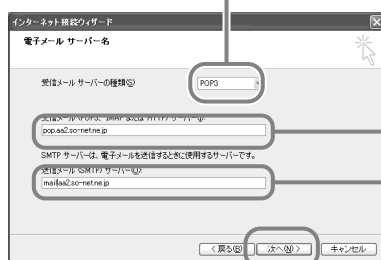 インターネット接続ウィザード
電子メール サーバー名
受信メール サーバーの種類(S)
POP3
受信メール (POP3、IMAP または HTTP) サーバー(I):
pop.aa2.so-net.ne.jp
SMTP サーバーは、電子メールを送信するときに使用するサーバーです。
送信メール (SMTP) サーバー(O):
mail.aa2.so-net.ne.jp
< 戻る(B)
次へ(N) >
キャンセル